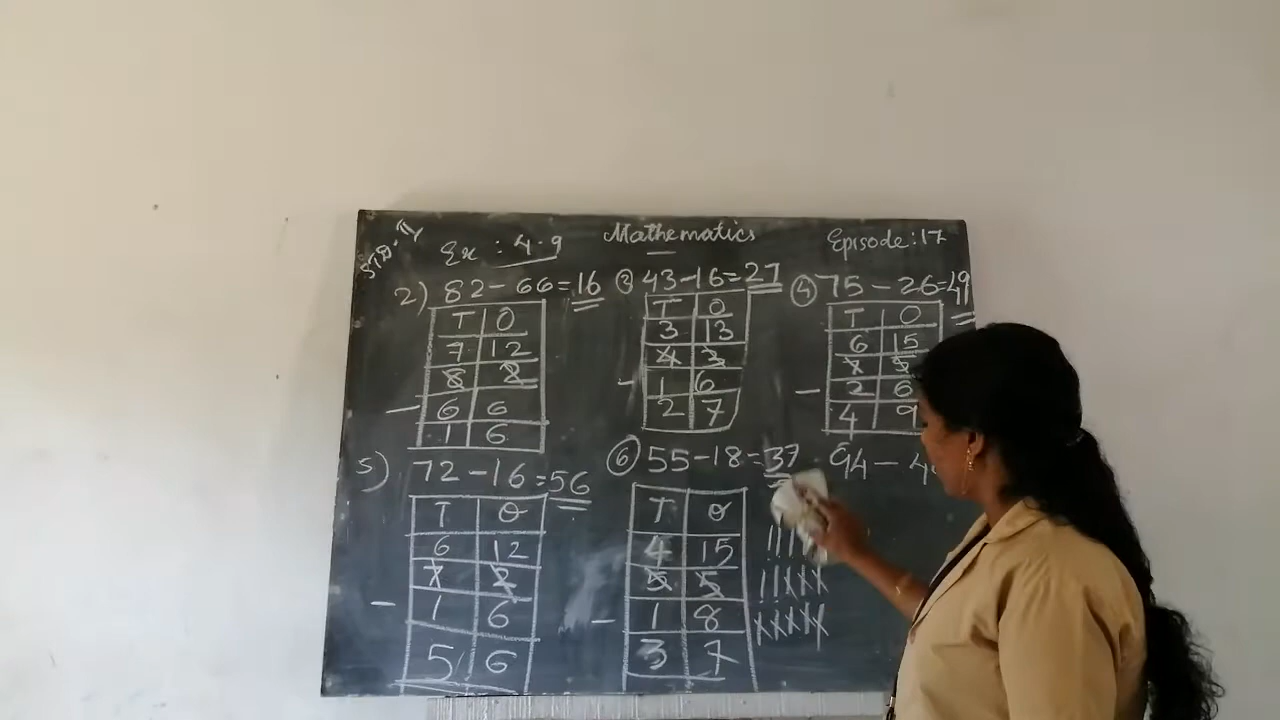 STD. II
Ex : 4.9
Mathematics
Episode: 17
2) 82 - 66 = 16
T O
7 12
8 2
- 6 6
1 6
③ 43 - 16 = 27
T O
3 13
4 3
- 1 6
2 7
④ 75 - 26 = 49
T O
6 15
7 5
- 2 6
4 9
5) 72 - 16 = 56
T O
6 12
7 2
- 1 6
5 6
⑥ 55 - 18 = 37
T O
4 15
5 5
- 1 8
3 7
94 - 4